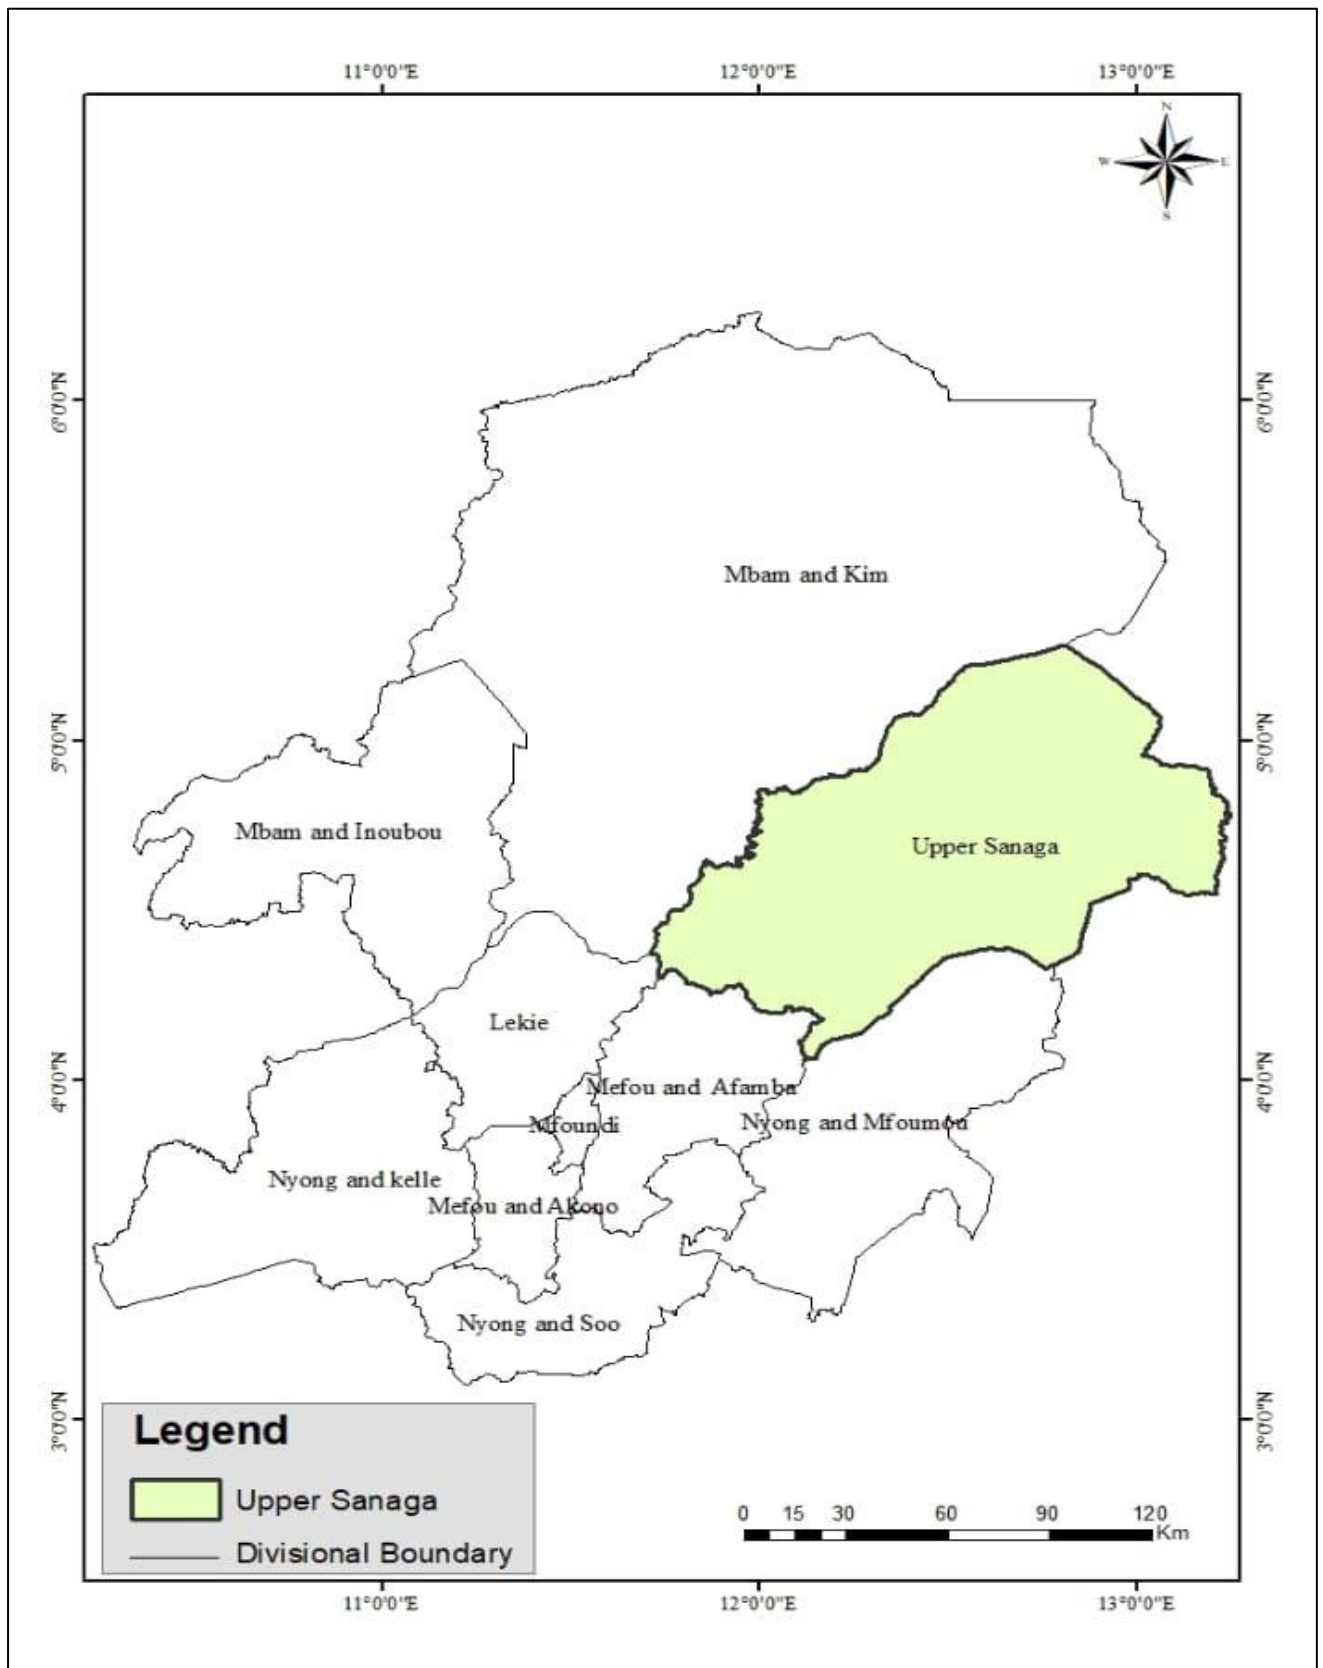 11°0'0"E 12°0'0"E 13°0'0"E
N
W E
S
6°0'0"N 6°0'0"N
Mbam and Kim
5°0'0"N 5°0'0"N
Mbam and Inoubou
Upper Sanaga
Lekie
4°0'0"N 4°0'0"N
Mefou and Afamba
Mfoundi
Nyong and Mfoumou
Nyong and kelle
Mefou and Akono
Nyong and Soo
3°0'0"N 3°0'0"N
Legend
Upper Sanaga
Divisional Boundary
0 15 30 60 90 120
Km
11°0'0"E 12°0'0"E 13°0'0"E